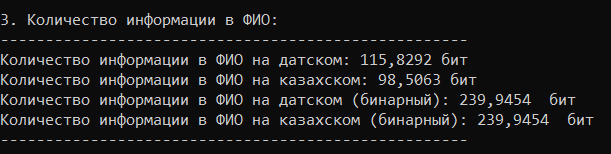 3. Количество информации в ФИО:
----------------------------------------------------
Количество информации в ФИО на датском: 115,8292 бит
Количество информации в ФИО на казахском: 98,5063 бит
Количество информации в ФИО на датском (бинарный): 239,9454  бит
Количество информации в ФИО на казахском (бинарный): 239,9454  бит
----------------------------------------------------